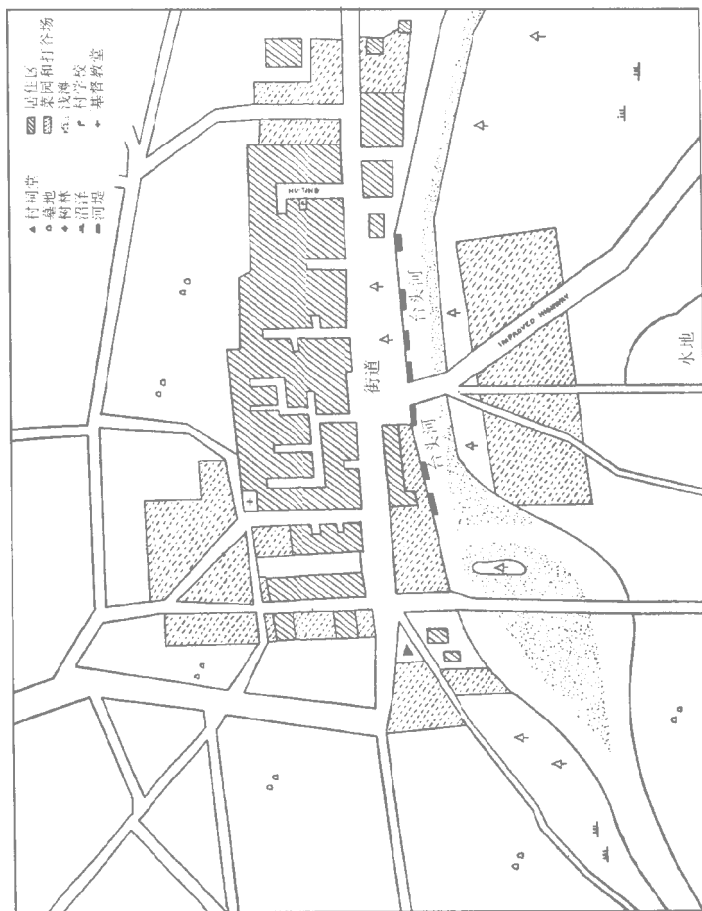 村祠堂
墓地
树林
沼泽
河堤
居住区
菜园和打谷场
浅滩
村学校
基督教堂
街道
台头河
台头河
IMPROVED HIGHWAY
水地